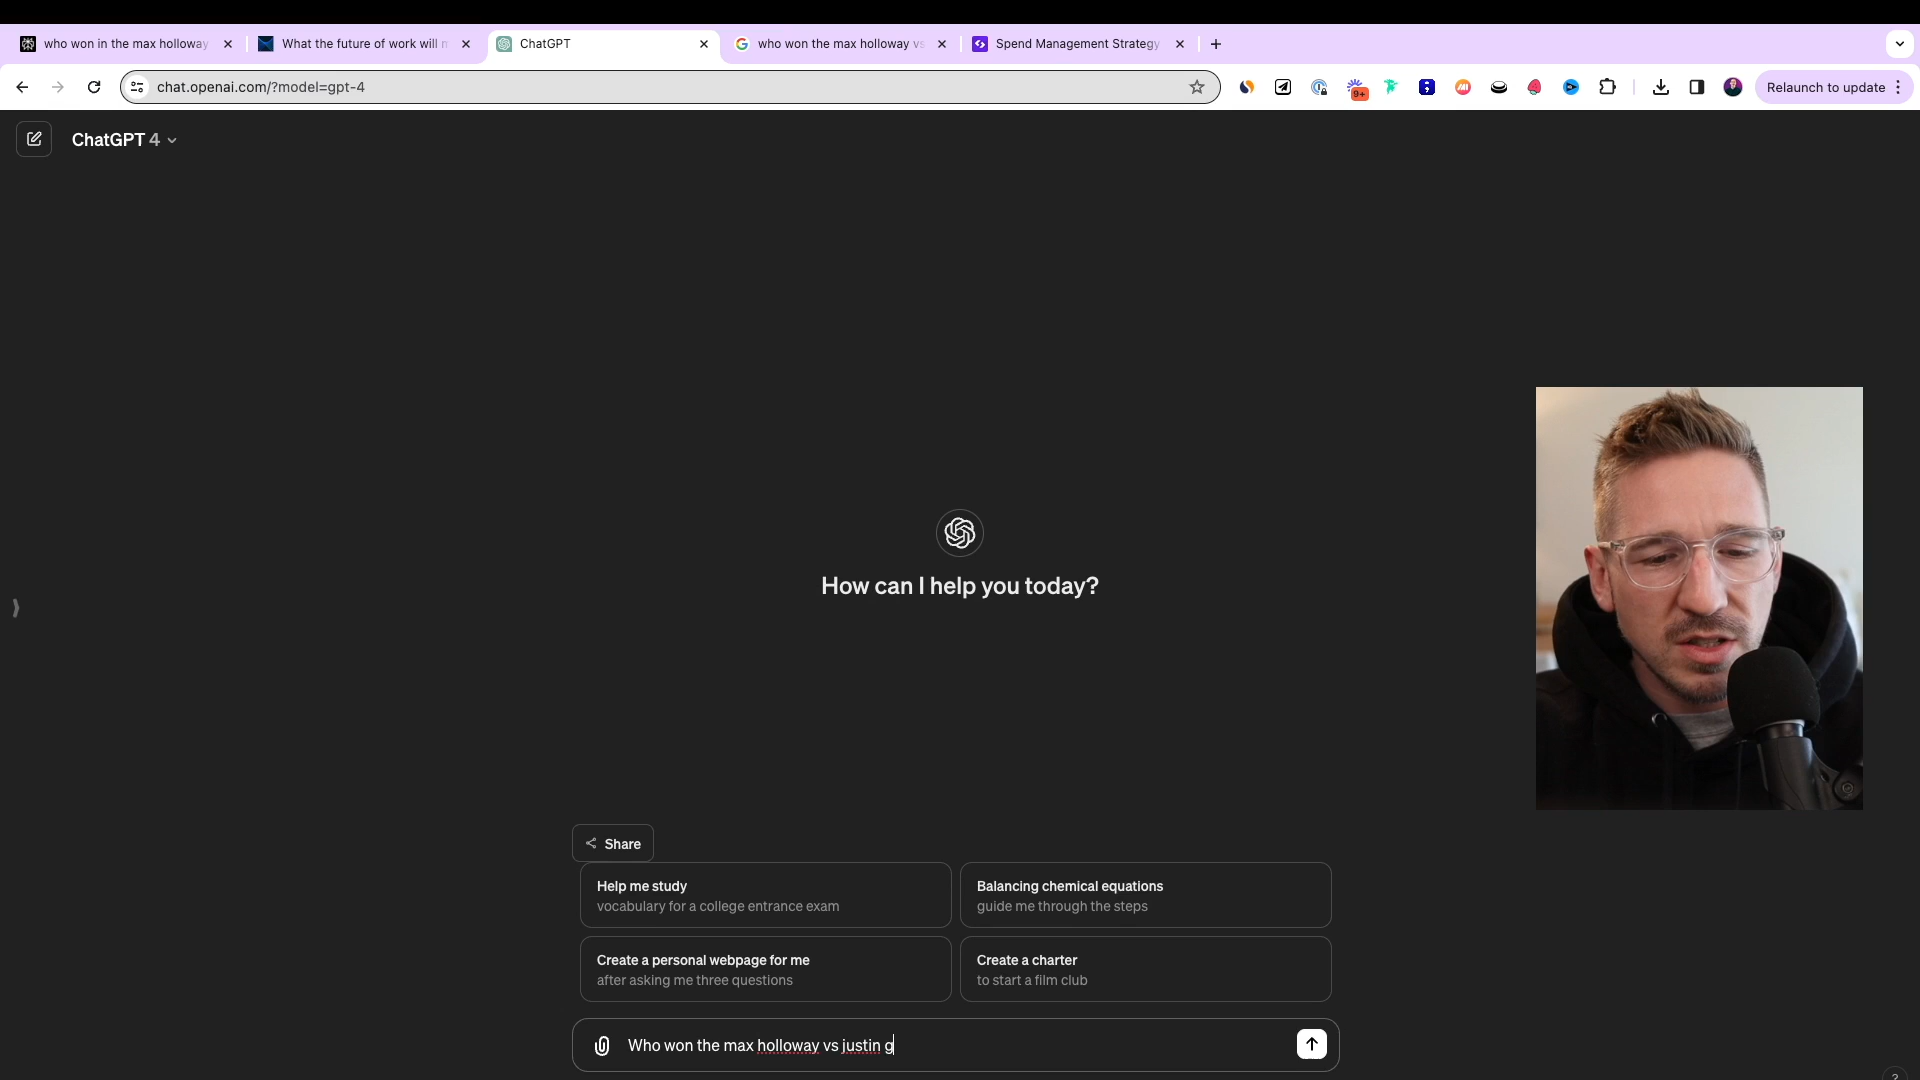 who won in the max holloway
What the future of work will
ChatGPT
who won the max holloway vs
Spend Management Strategy
chat.openai.com/?model=gpt-4
9+
Relaunch to update
ChatGPT 4
How can I help you today?
Share
Help me study
vocabulary for a college entrance exam
Balancing chemical equations
guide me through the steps
Create a personal webpage for me
after asking me three questions
Create a charter
to start a film club
Who won the max holloway vs justin g
?